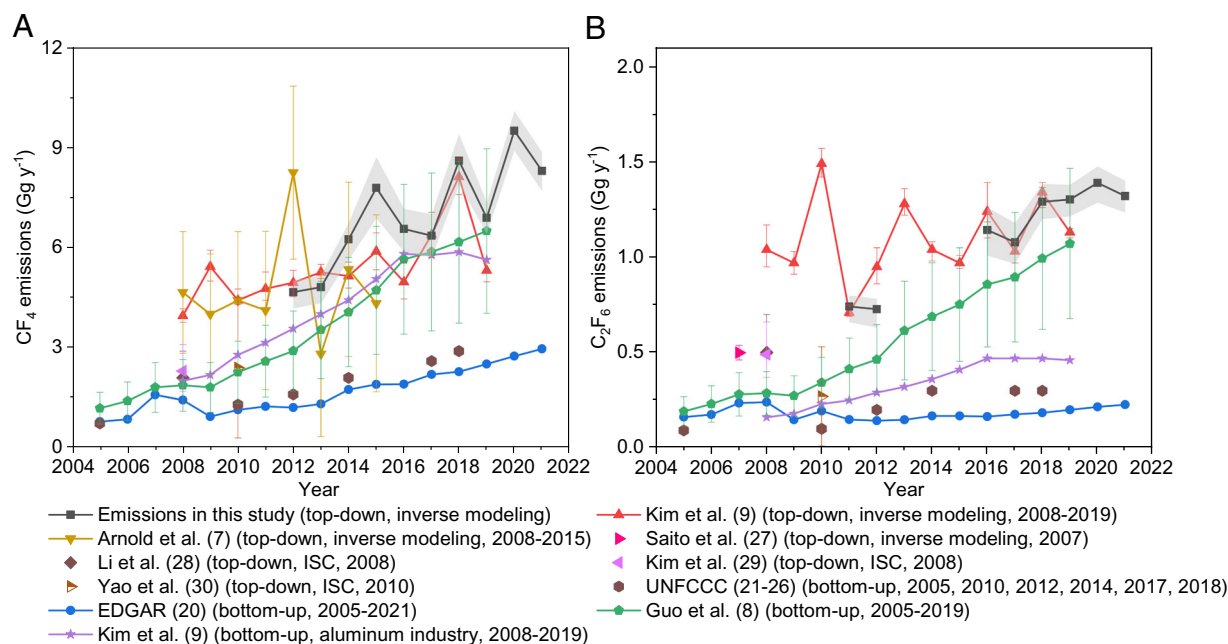 A
B
CF4 emissions (Gg y-1)
12
9
6
3
0
2004 2006 2008 2010 2012 2014 2016 2018 2020 2022
Year
C2F6 emissions (Gg y-1)
2.0
1.5
1.0
0.5
0.0
2004 2006 2008 2010 2012 2014 2016 2018 2020 2022
Year
Emissions in this study (top-down, inverse modeling)
Kim et al. (9) (top-down, inverse modeling, 2008-2019)
Arnold et al. (7) (top-down, inverse modeling, 2008-2015)
Saito et al. (27) (top-down, inverse modeling, 2007)
Li et al. (28) (top-down, ISC, 2008)
Kim et al. (29) (top-down, ISC, 2008)
Yao et al. (30) (top-down, ISC, 2010)
UNFCCC (21-26) (bottom-up, 2005, 2010, 2012, 2014, 2017, 2018)
EDGAR (20) (bottom-up, 2005-2021)
Guo et al. (8) (bottom-up, 2005-2019)
Kim et al. (9) (bottom-up, aluminum industry, 2008-2019)